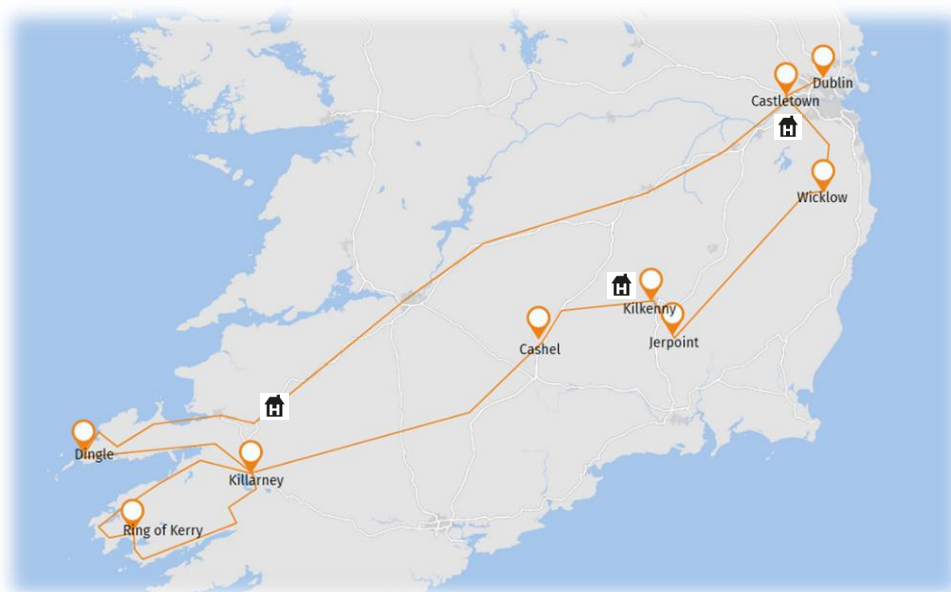 Dublin
Castletown
H
Wicklow
H
Kilkenny
Jerpoint
Cashel
H
Dingle
Killarney
Ring of Kerry